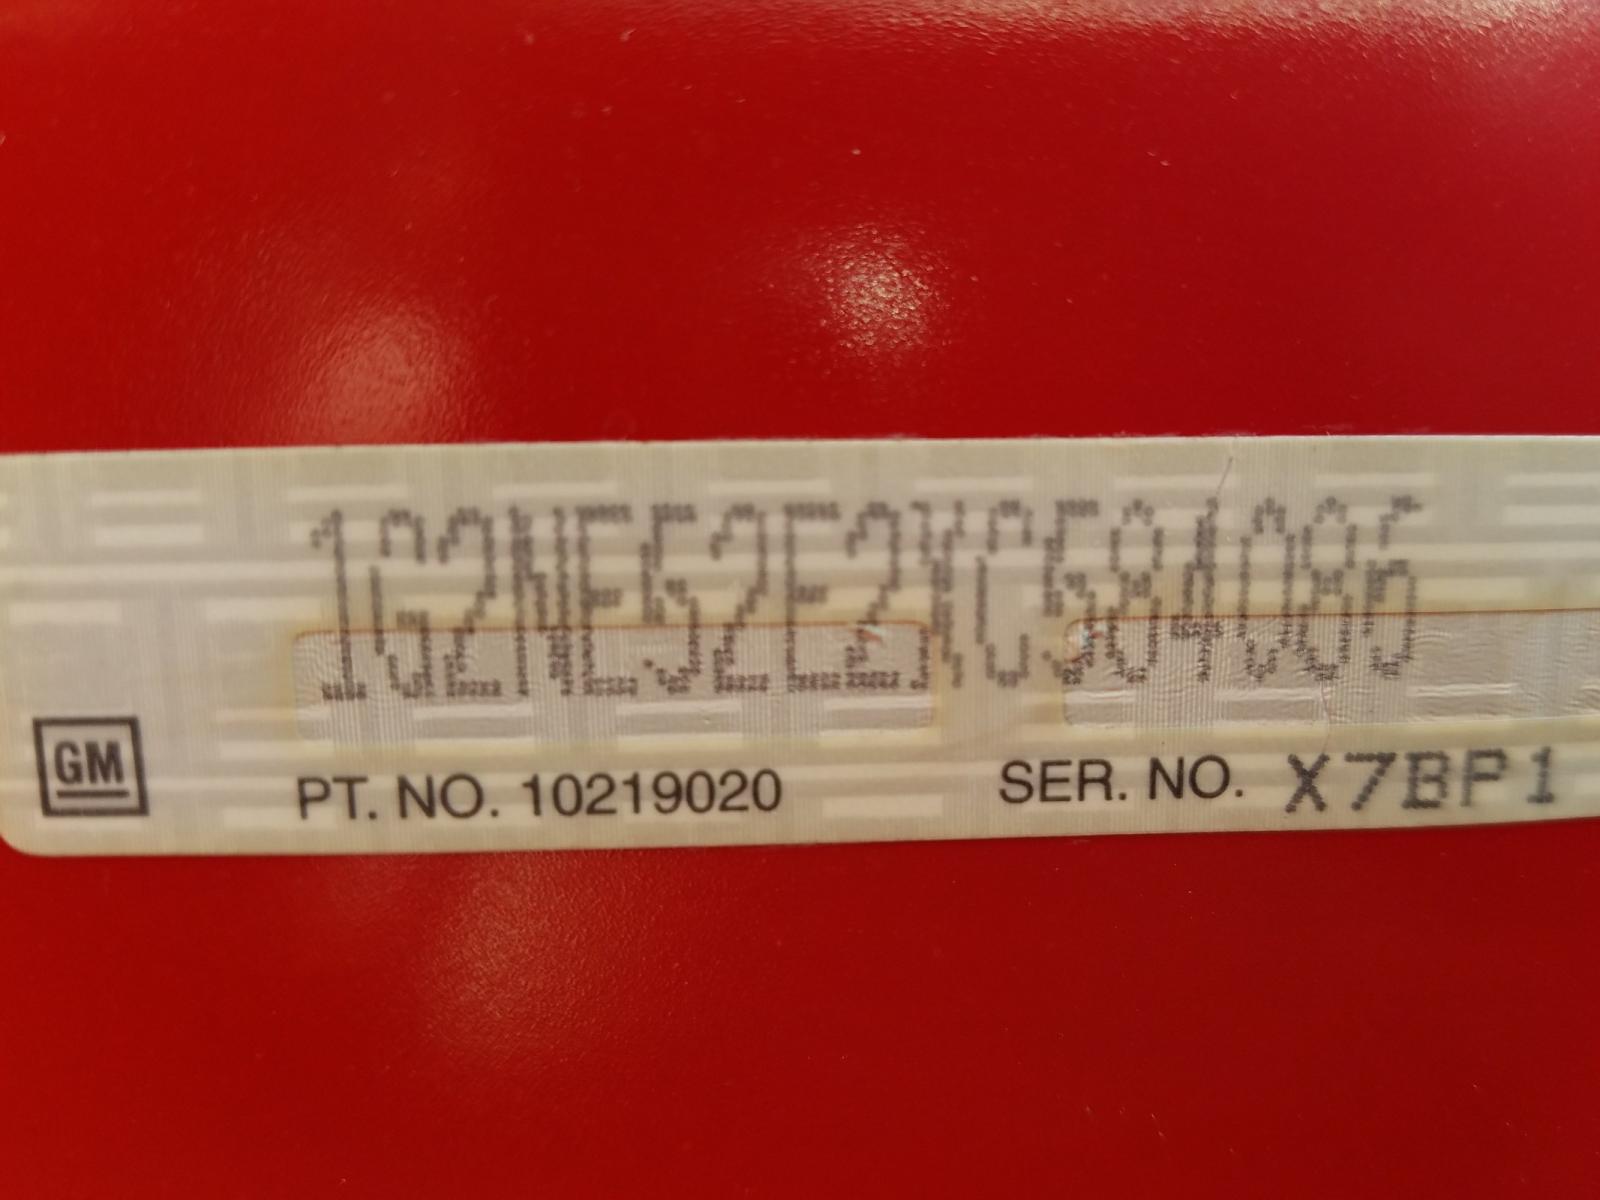 1G2NE52E2XC584086
GM PT. NO. 10219020 SER. NO. X7BP1